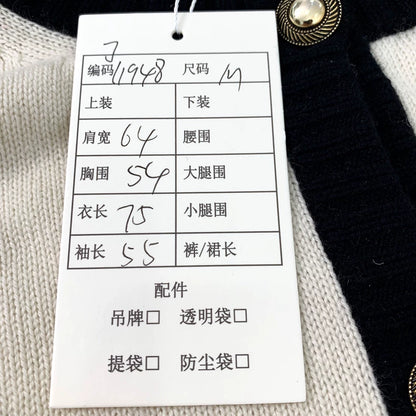 J
编码 11948 尺码 M
上装 下装
肩宽 64 腰围
胸围 54 大腿围
衣长 75 小腿围
袖长 55 裤/裙长
配件
吊牌□ 透明袋□
提袋□ 防尘袋□